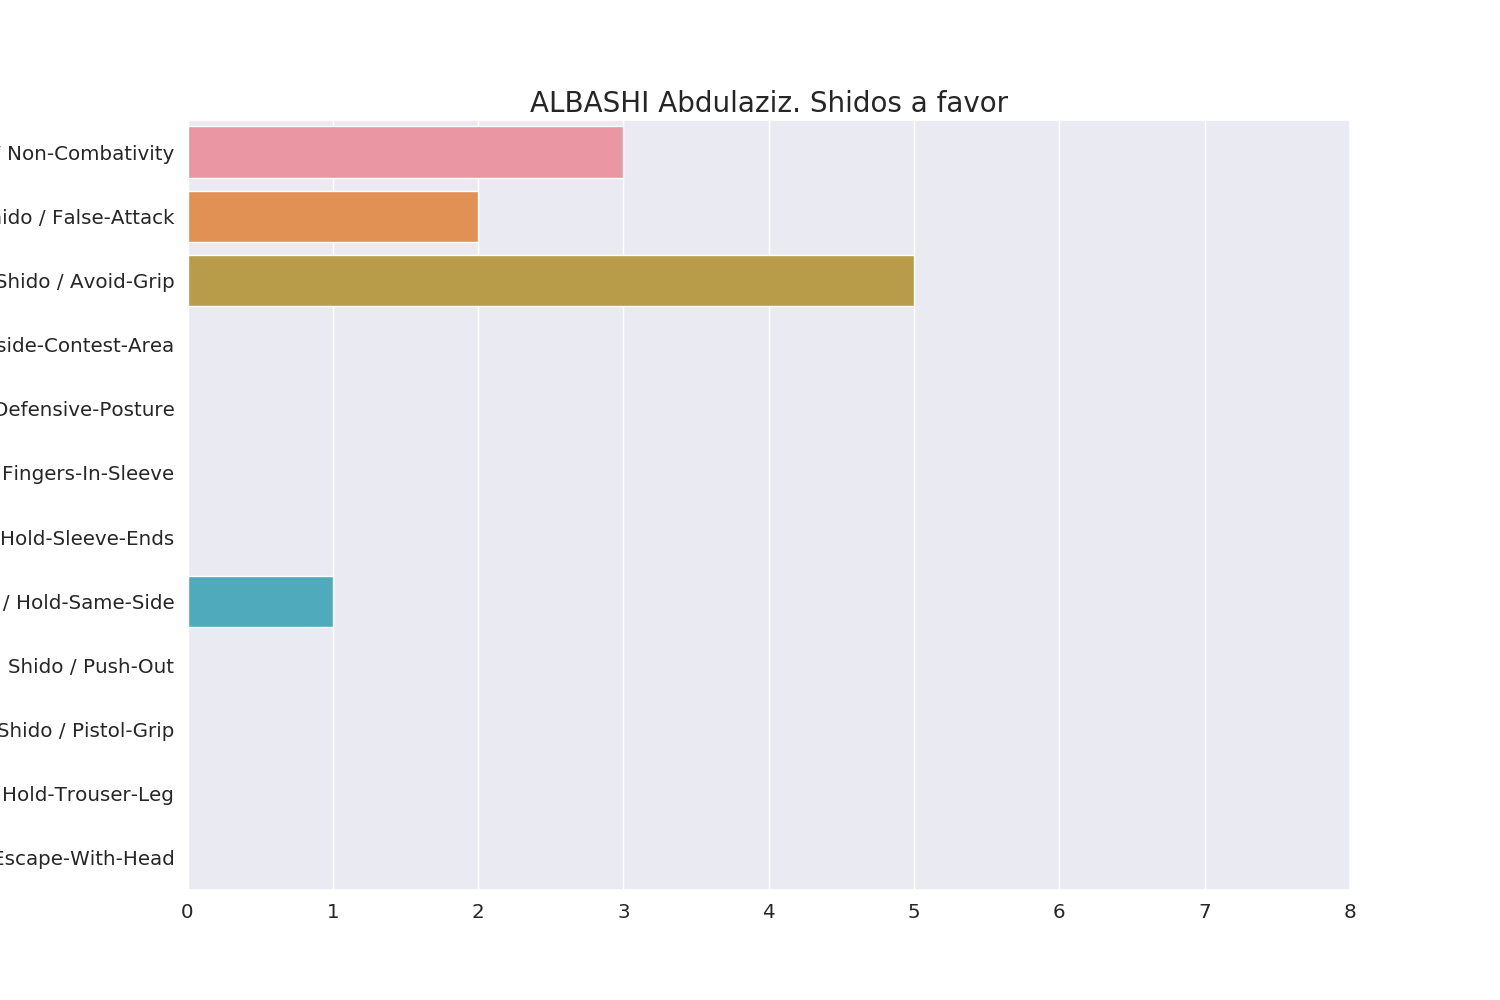 ALBASHI Abdulaziz. Shidos a favor
/ Non-Combativity
/ False-Attack
Shido / Avoid-Grip
-Contest-Area
Defensive-Posture
Fingers-In-Sleeve
Hold-Sleeve-Ends
/ Hold-Same-Side
Shido / Push-Out
Shido / Pistol-Grip
Hold-Trouser-Leg
Escape-With-Head
0 1 2 3 4 5 6 7 8